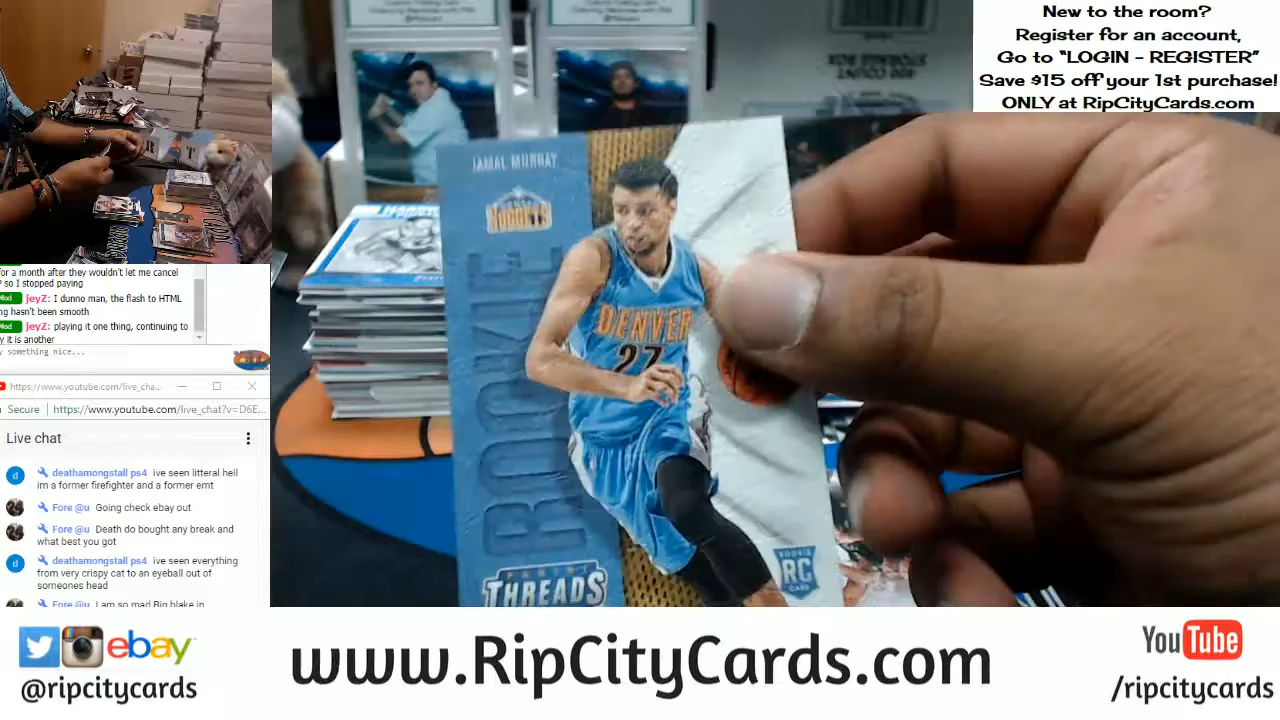 New to the room?
Register for an account,
Go to “LOGIN - REGISTER”
Save $15 off your 1st purchase!
ONLY at RipCityCards.com
JAMAL MURRAY
NUGGETS
ROOKIE
DENVER
27
PANINI
THREADS
ROOKIE
RC
CARD
for a month after they wouldn't let me cancel
so I stopped paying
Mod jeyZ: I dunno man, the flash to HTML
ng hasn't been smooth
Mod jeyZ: playing it one thing, continuing to
y it is another
y something nice...
https://www.youtube.com/live_cha...
Secure https://www.youtube.com/live_chat?v=D6E...
Live chat
d deathamongstall ps4 ive seen litteral hell
im a former firefighter and a former emt
Fore @u Going check ebay out
Fore @u Death do bought any break and
what best you got
d deathamongstall ps4 ive seen everything
from very crispy cat to an eyeball out of
someones head
Fore @u I am so mad Big blake in
ebay
@ripcitycards
www.RipCityCards.com
YouTube
/ripcitycards